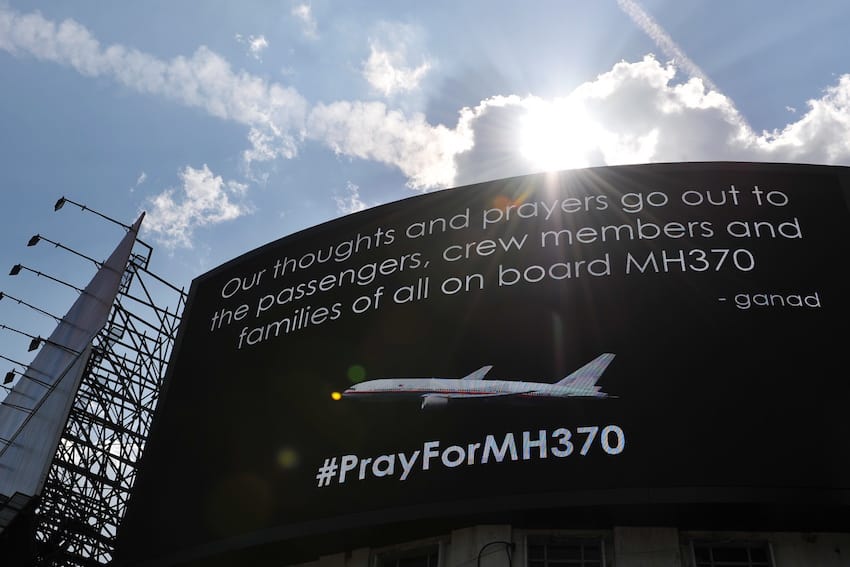 Our thoughts and prayers go out to
the passengers, crew members and
families of all on board MH370
- ganad
#PrayForMH370